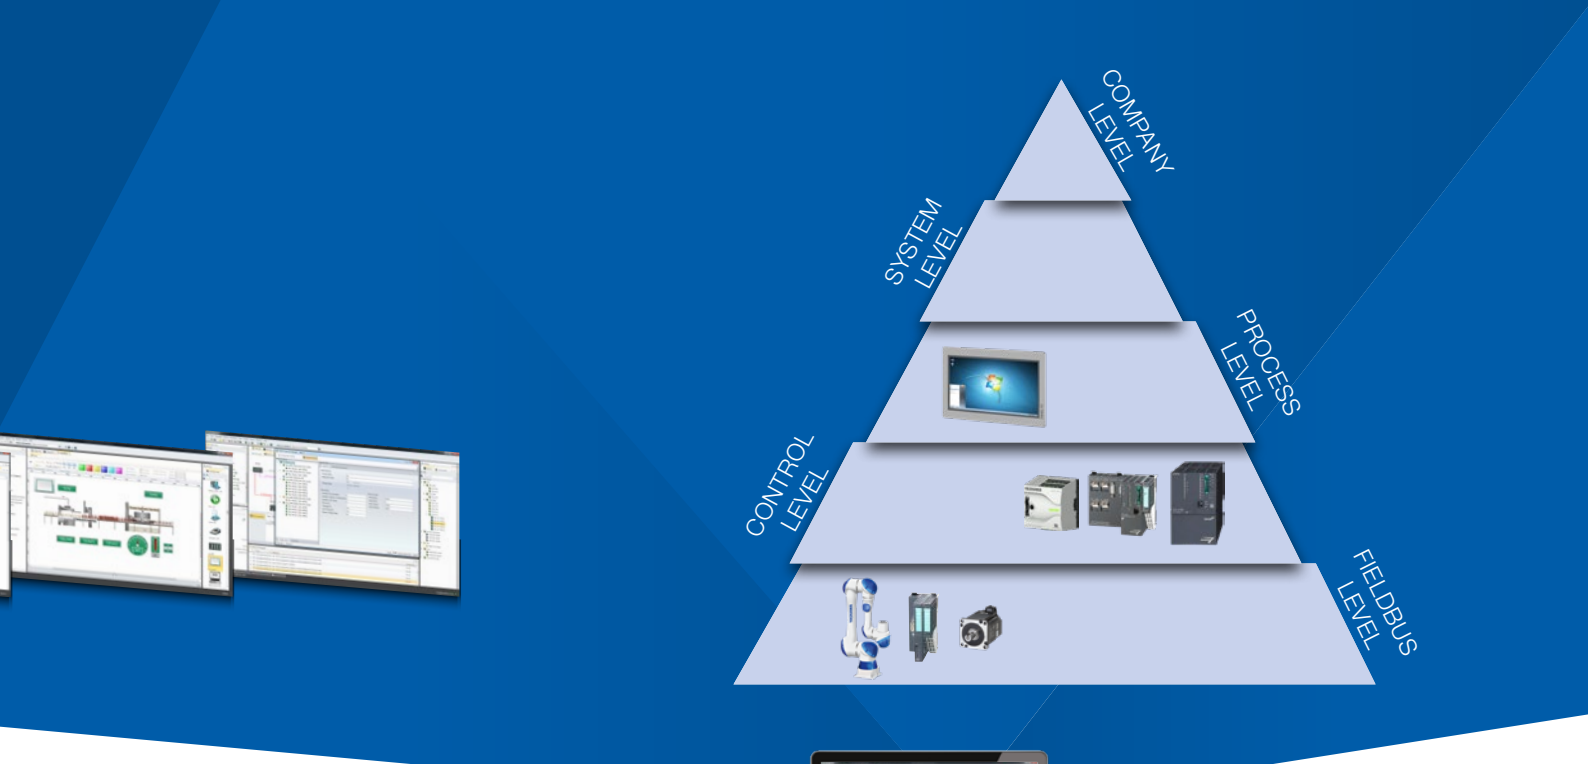 COMPANY
LEVEL
SYSTEM
LEVEL
PROCESS
LEVEL
CONTROL
LEVEL
FIELDBUS
LEVEL